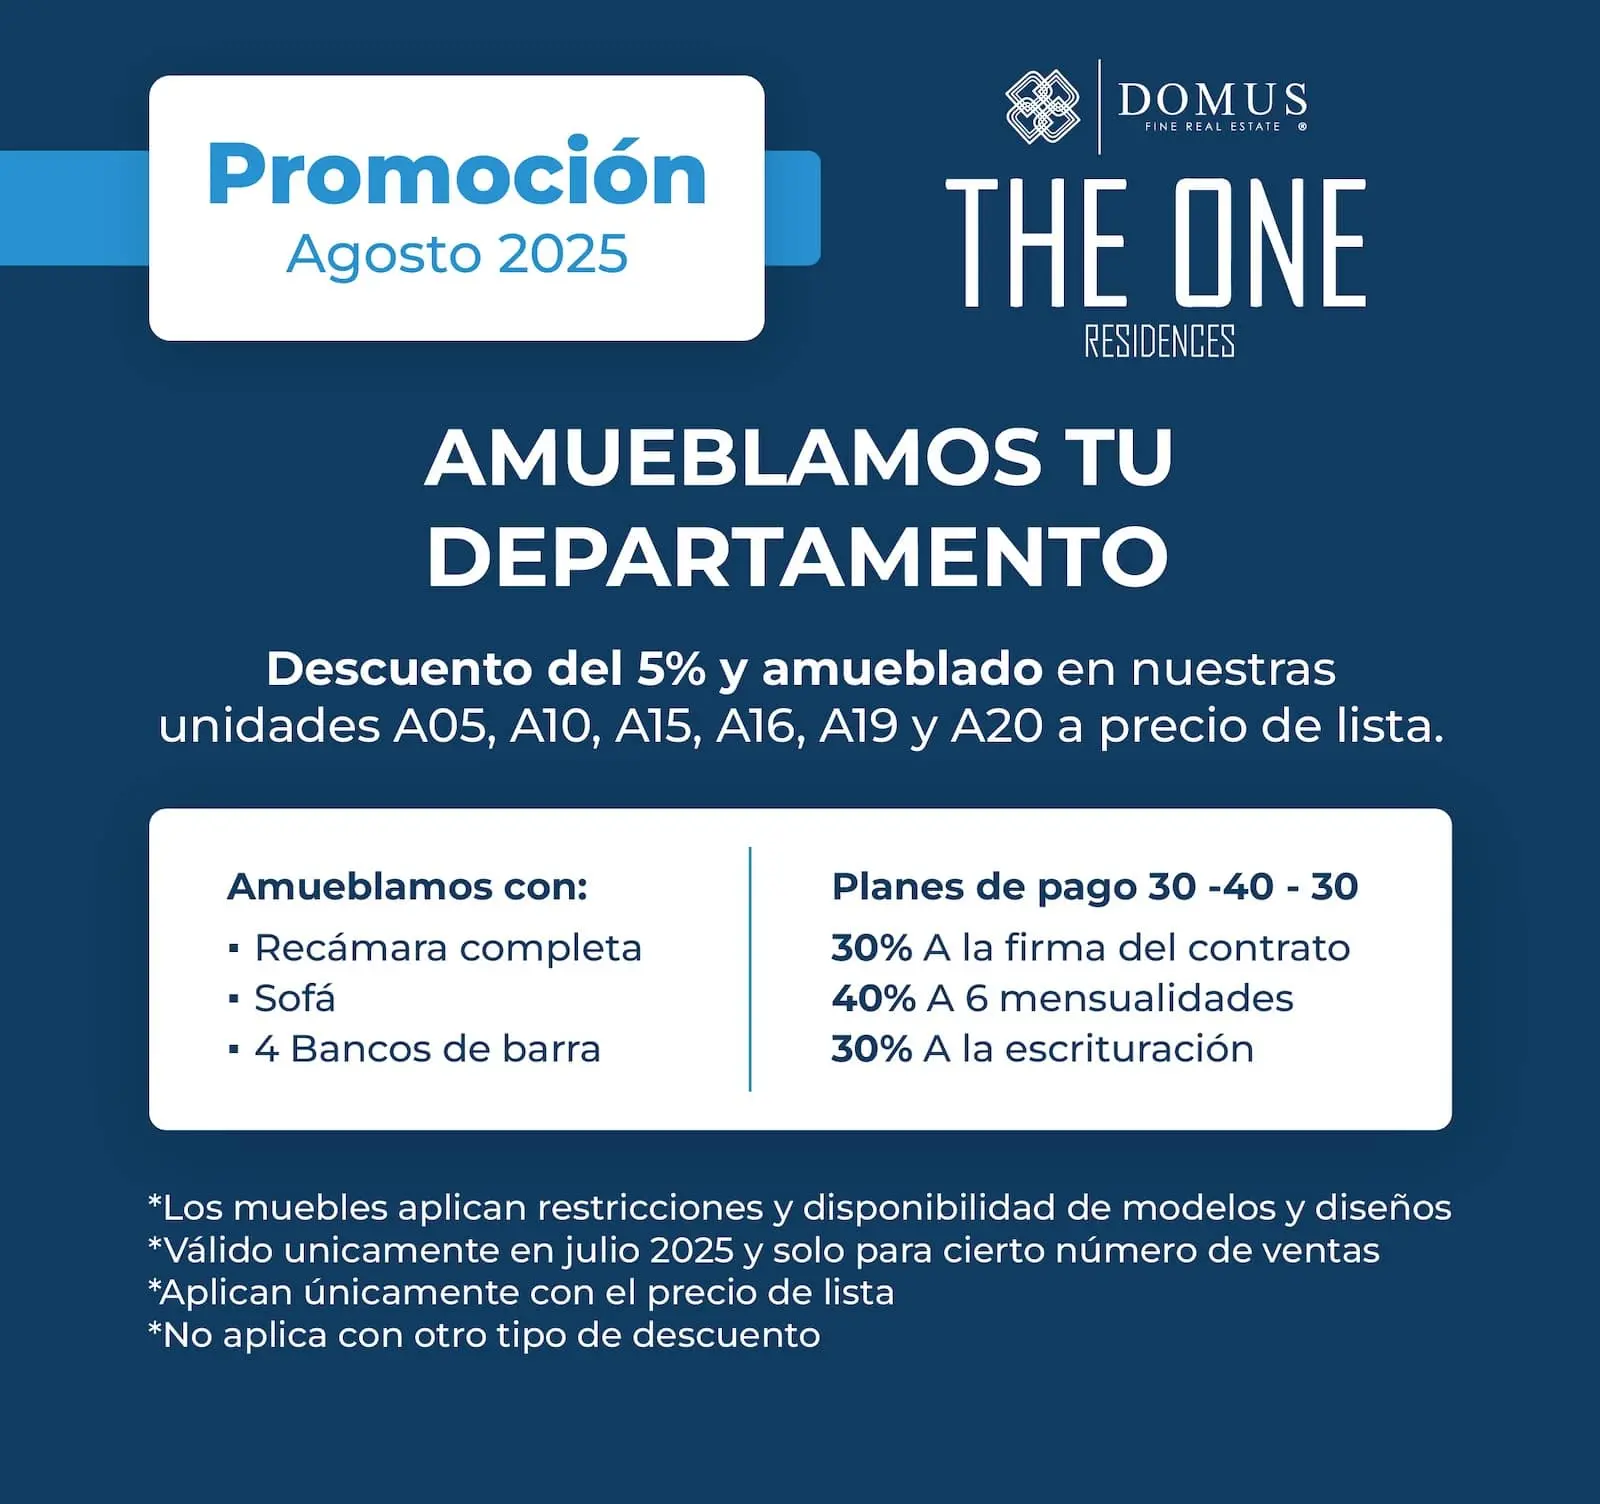 Promoción
Agosto 2025
DOMUS
FINE REAL ESTATE ®
THE ONE
RESIDENCES
AMUEBLAMOS TU
DEPARTAMENTO
Descuento del 5% y amueblado en nuestras
unidades A05, A10, A15, A16, A19 y A20 a precio de lista.
Amueblamos con:
▪ Recámara completa
▪ Sofá
▪ 4 Bancos de barra
Planes de pago 30 -40 - 30
30% A la firma del contrato
40% A 6 mensualidades
30% A la escrituración
*Los muebles aplican restricciones y disponibilidad de modelos y diseños
*Válido unicamente en julio 2025 y solo para cierto número de ventas
*Aplican únicamente con el precio de lista
*No aplica con otro tipo de descuento